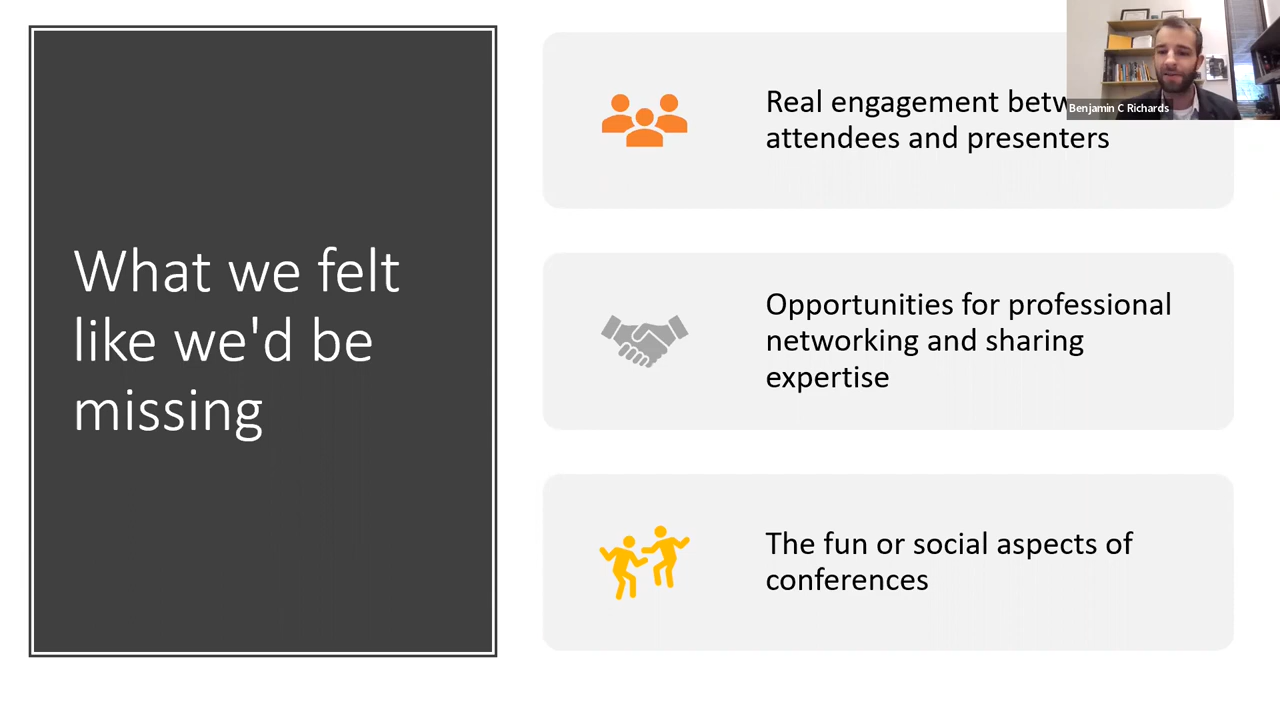 What we felt
like we'd be
missing
Real engagement
attendees and presenters
Opportunities for professional
networking and sharing
expertise
The fun or social aspects of
conferences
Benjamin C Richards